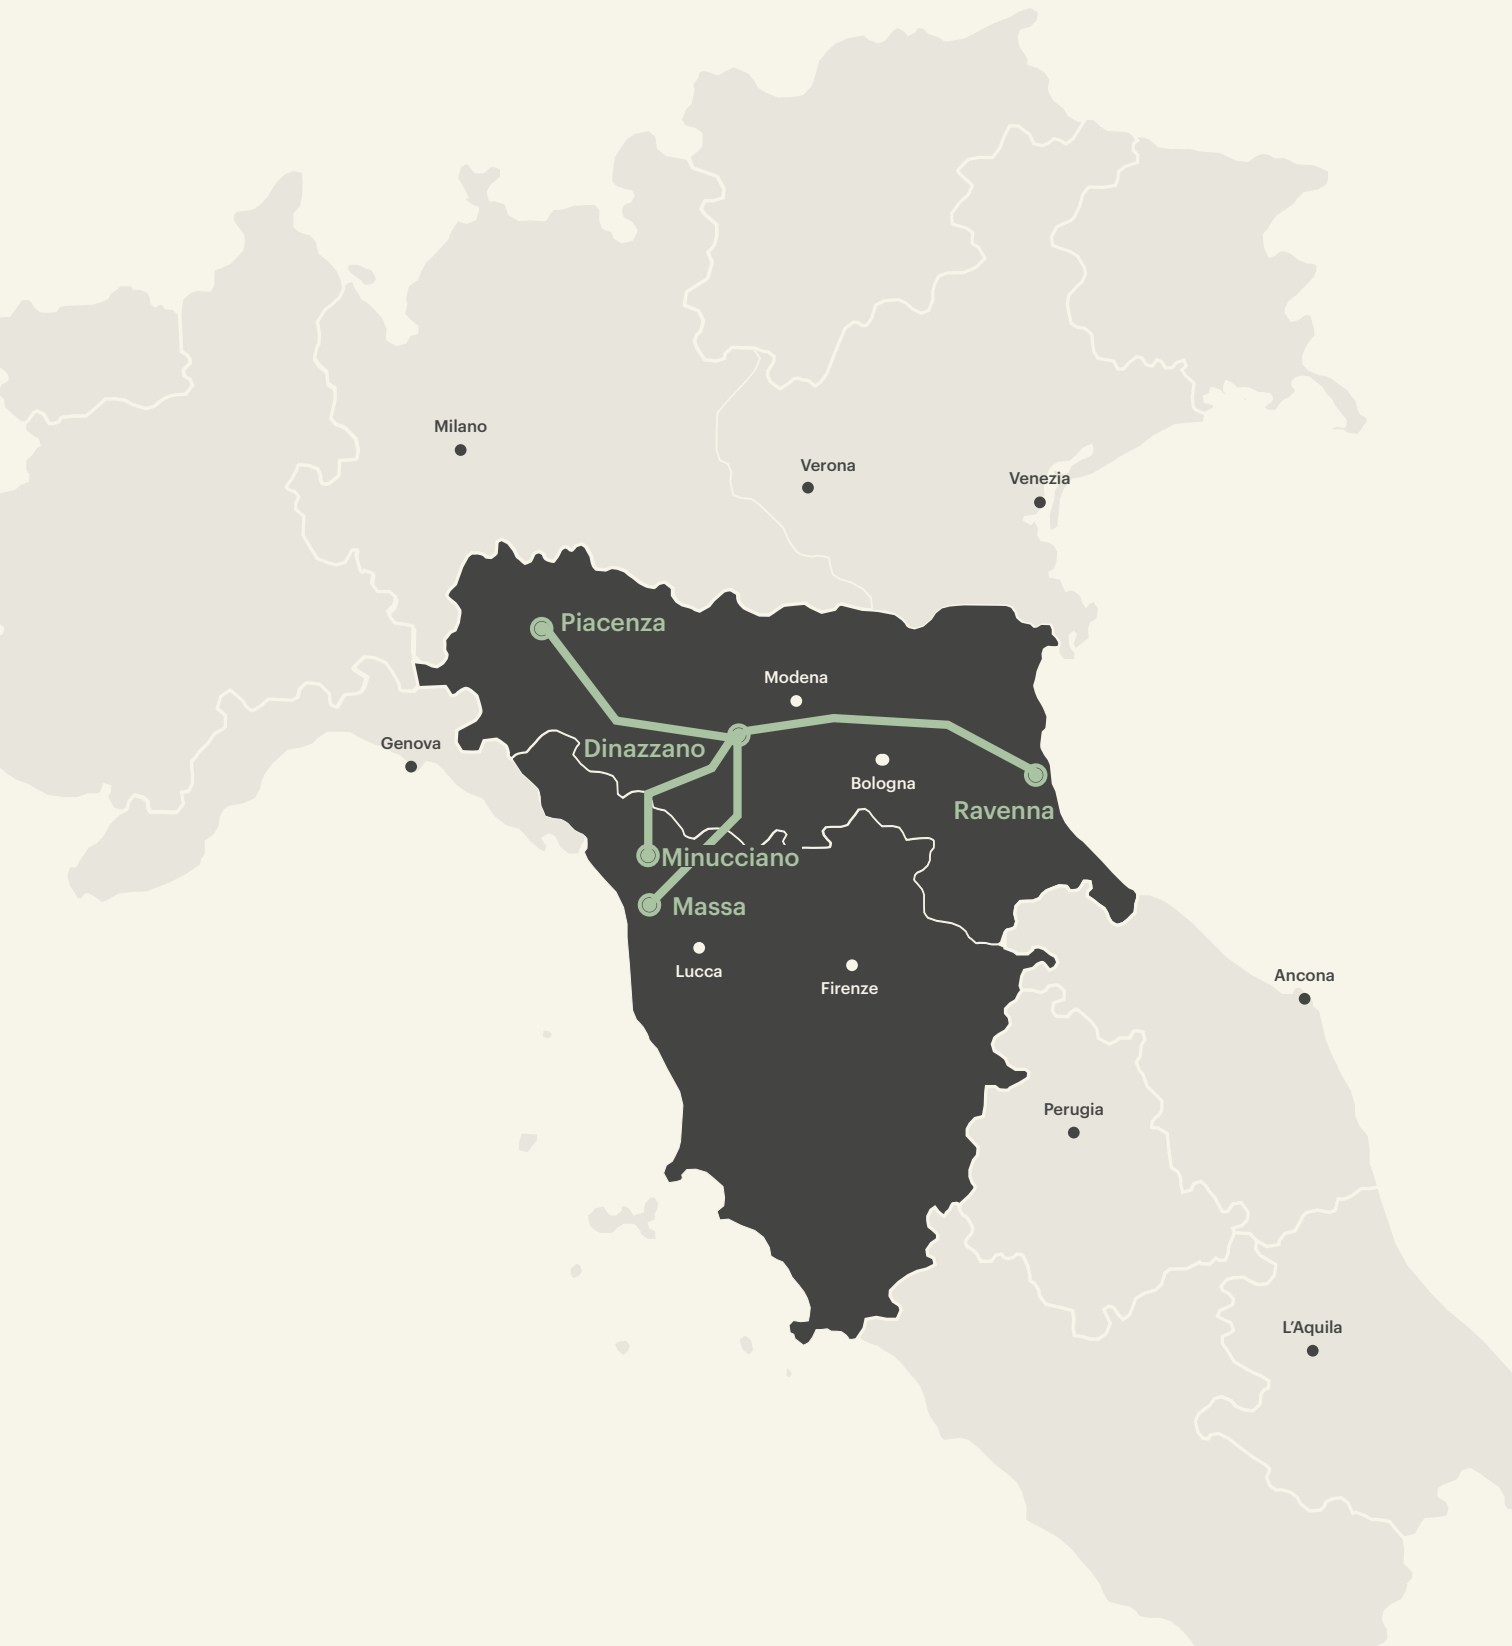 Milano
Verona
Venezia
Piacenza
Modena
Genova
Dinazzano
Bologna
Ravenna
Minucciano
Massa
Lucca
Firenze
Ancona
Perugia
L’Aquila